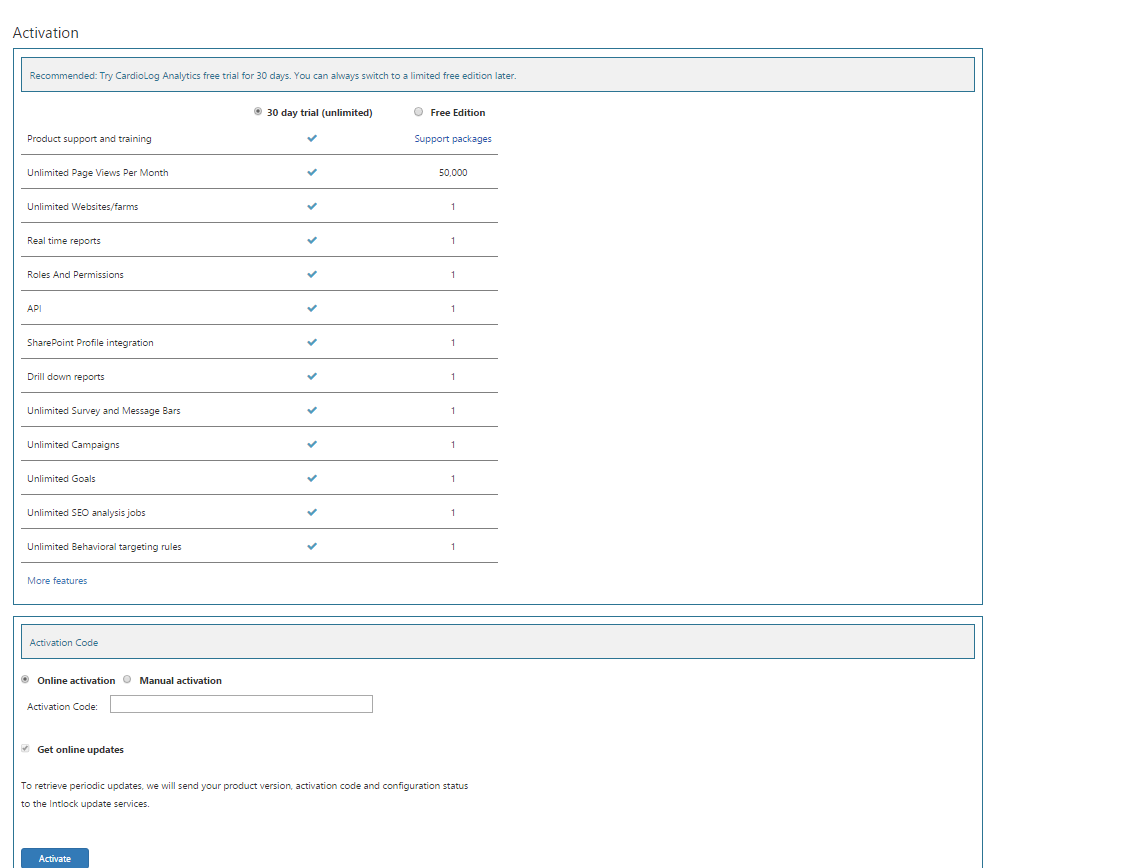 Activation
Recommended: Try CardioLog Analytics free trial for 30 days. You can always switch to a limited free edition later.
30 day trial (unlimited) Free Edition
Product support and training Support packages
Unlimited Page Views Per Month 50,000
Unlimited Websites/farms 1
Real time reports 1
Roles And Permissions 1
API 1
SharePoint Profile integration 1
Drill down reports 1
Unlimited Survey and Message Bars 1
Unlimited Campaigns 1
Unlimited Goals 1
Unlimited SEO analysis jobs 1
Unlimited Behavioral targeting rules 1
More features
Activation Code
Online activation Manual activation
Activation Code:
Get online updates
To retrieve periodic updates, we will send your product version, activation code and configuration status
to the Intlock update services.
Activate